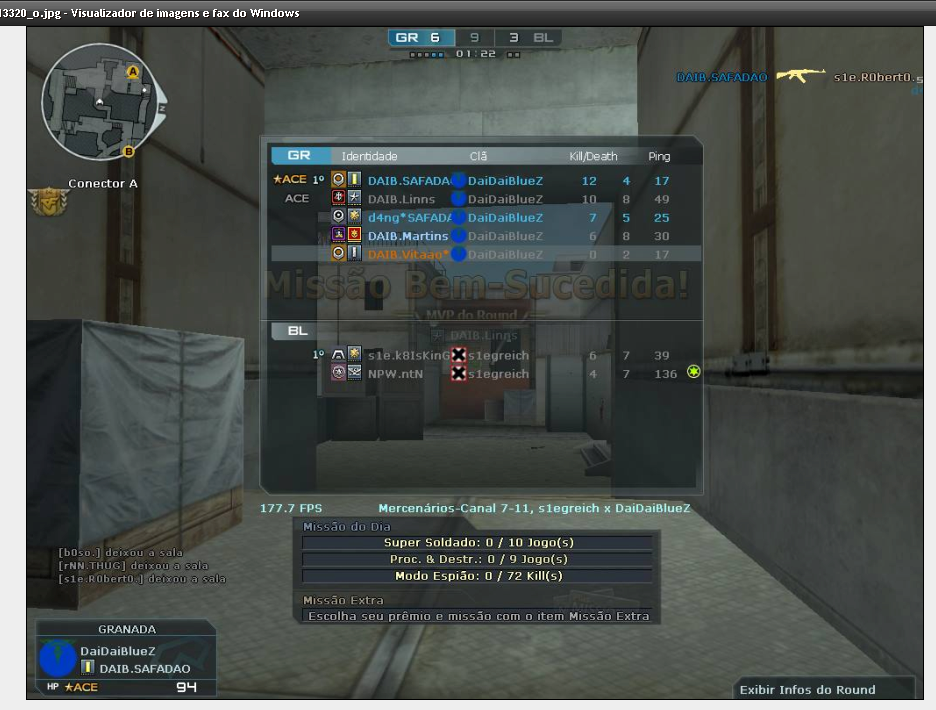 13320_o.jpg - Visualizador de imagens e fax do Windows
GR 6 9 3 BL
01:22
DAIB.SAFADAO s1e.R0bert0.s
A
B
Z
Conector A
GR Identidade Clã Kill/Death Ping
★ACE 1º DAIB.SAFADA DaiDaiBlueZ 12 4 17
ACE DAIB.Linns DaiDaiBlueZ 10 8 49
d4ng*SAFADA DaiDaiBlueZ 7 5 25
DAIB.Martins DaiDaiBlueZ 6 8 30
DAIB.Vitaao* DaiDaiBlueZ 0 2 17
Missão Bem-Sucedida!
MVP do Round
DAIB.Linns
BL
1º s1e.k8IsKinG s1egreich 6 7 39
NPW.ntN s1egreich 4 7 136
177.7 FPS Mercenários-Canal 7-11, s1egreich x DaiDaiBlueZ
Missão do Dia
Super Soldado: 0 / 10 Jogo(s)
Proc. & Destr.: 0 / 9 Jogo(s)
Modo Espião: 0 / 72 Kill(s)
Missão Extra
Escolha seu prêmio e missão com o item Missão Extra
[b0so.] deixou a sala
[rNN.THUG] deixou a sala
[s1e.R0bert0.] deixou a sala
GRANADA
DaiDaiBlueZ
DAIB.SAFADAO
HP ★ACE 94
Exibir Infos do Round